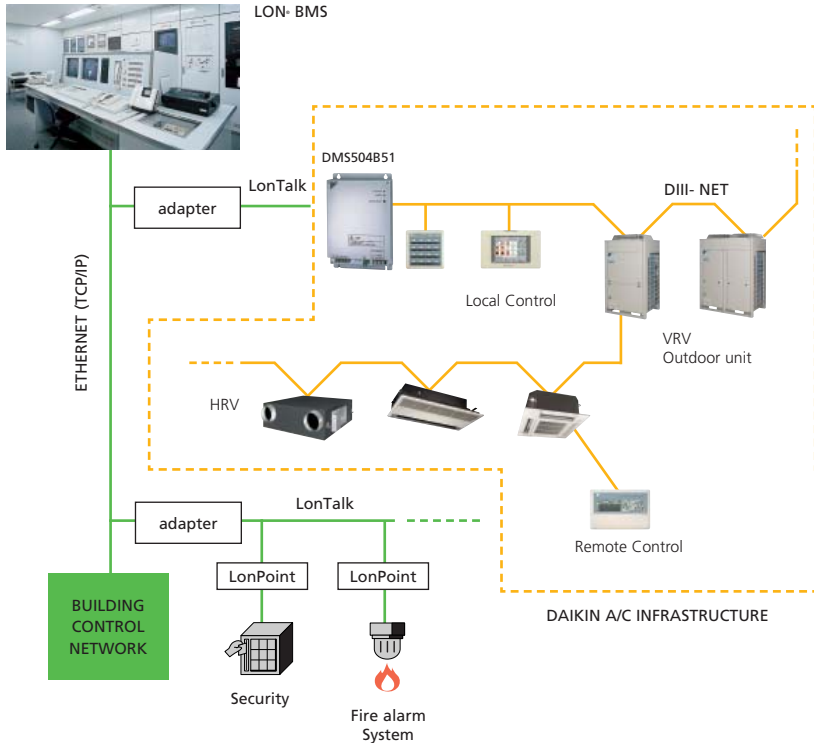 LON® BMS
DMS504B51
LonTalk
adapter
DIII- NET
Local Control
VRV
Outdoor unit
ETHERNET (TCP/IP)
HRV
LonTalk
adapter
Remote Control
LonPoint
LonPoint
BUILDING
CONTROL
NETWORK
DAIKIN A/C INFRASTRUCTURE
Security
Fire alarm
System